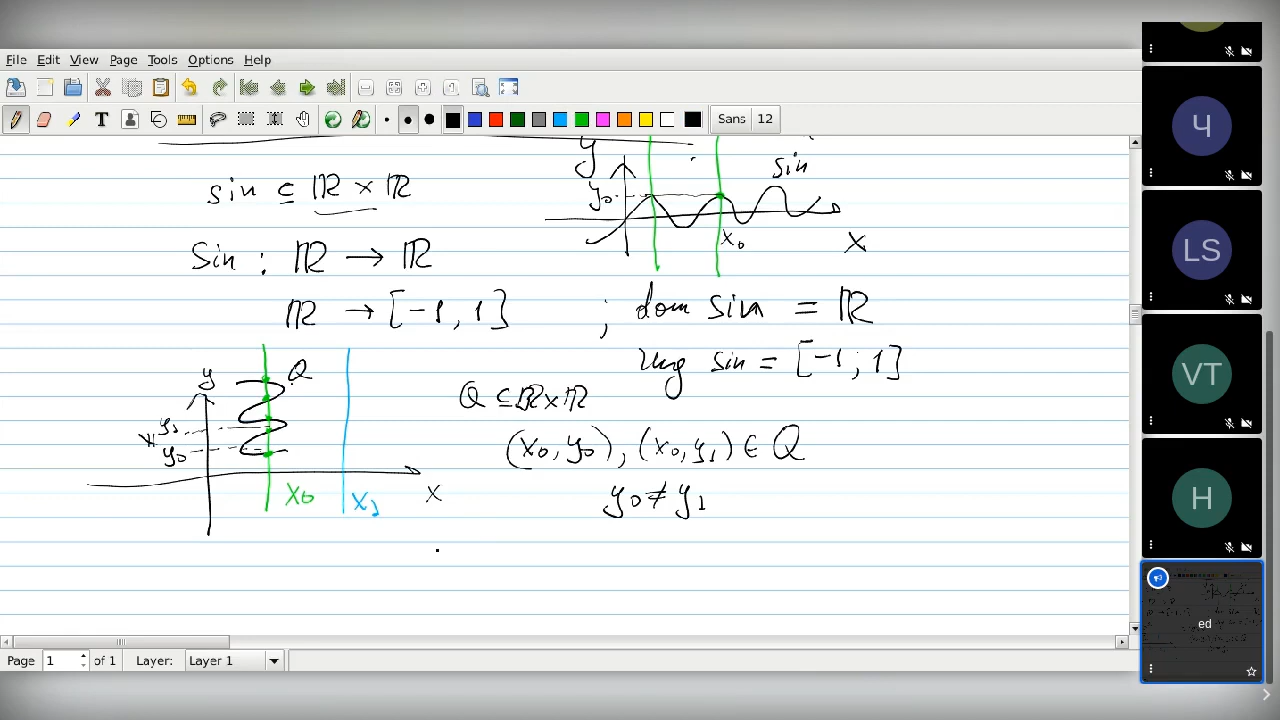 File Edit View Page Tools Options Help
Sans 12
y
sin
y₀
x₀
x
sin ⊆ ℝ × ℝ
Sin : ℝ → ℝ
ℝ → [-1, 1] ; dom sin = ℝ
rng sin = [-1; 1]
y
Q
y₁
y₀
x₀
x₁
x
Q ⊆ ℝ×ℝ
(x₀, y₀), (x₀, y₁) ∈ Q
y₀ ≠ y₁
Page 1 of 1 Layer: Layer 1
Ч
LS
VT
H
ed